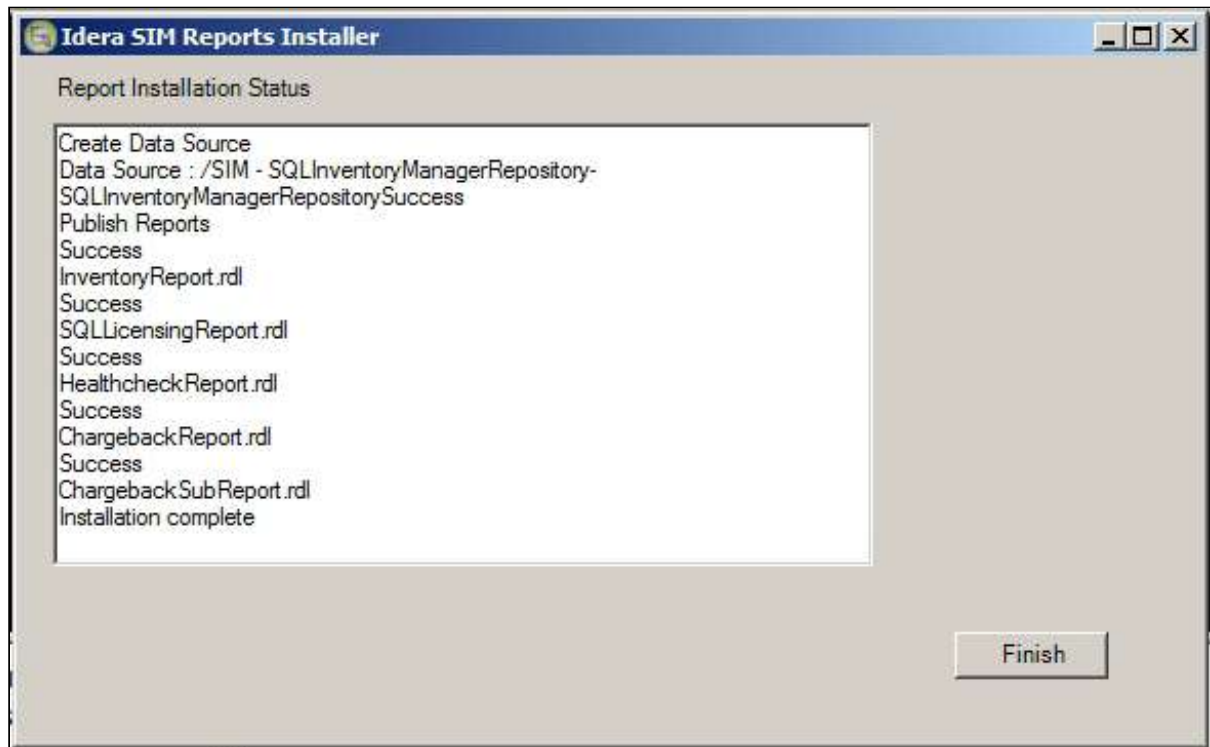 Idera SIM Reports Installer
Report Installation Status
Create Data Source
Data Source : /SIM - SQLInventoryManagerRepository-
SQLInventoryManagerRepositorySuccess
Publish Reports
Success
InventoryReport.rdl
Success
SQLLicensingReport.rdl
Success
HealthcheckReport.rdl
Success
ChargebackReport.rdl
Success
ChargebackSubReport.rdl
Installation complete
Finish